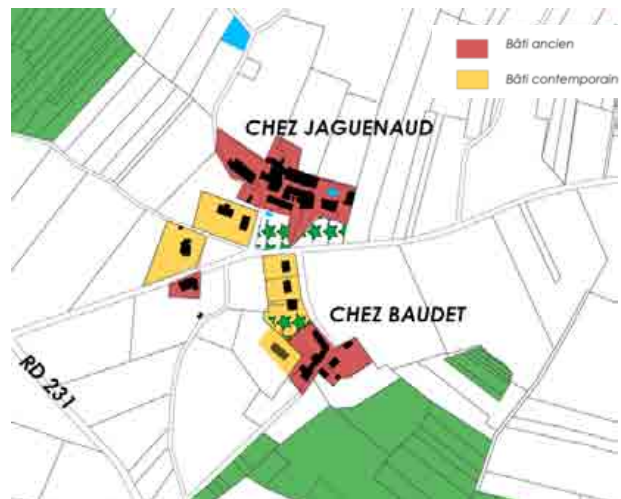 Bâti ancien
Bâti contemporain
CHEZ JAGUENAUD
CHEZ BAUDET
RD 231